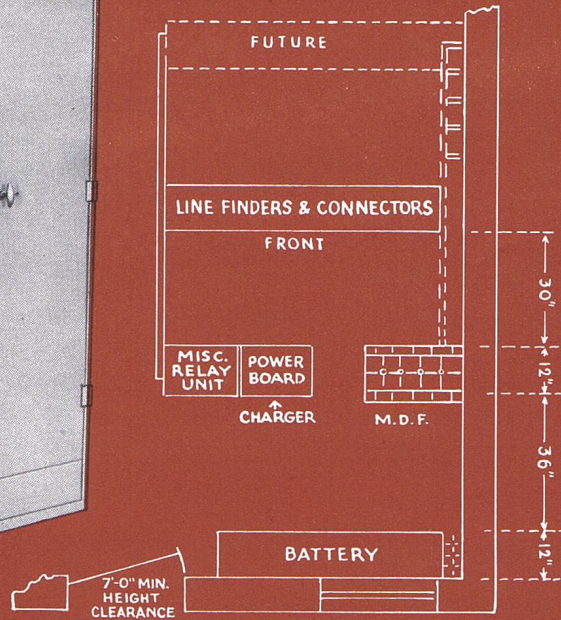 FUTURE
LINE FINDERS & CONNECTORS
FRONT
30"
MISC.
RELAY
UNIT
POWER
BOARD
12"
CHARGER
M.D.F.
36"
BATTERY
12"
7'-0" MIN.
HEIGHT
CLEARANCE